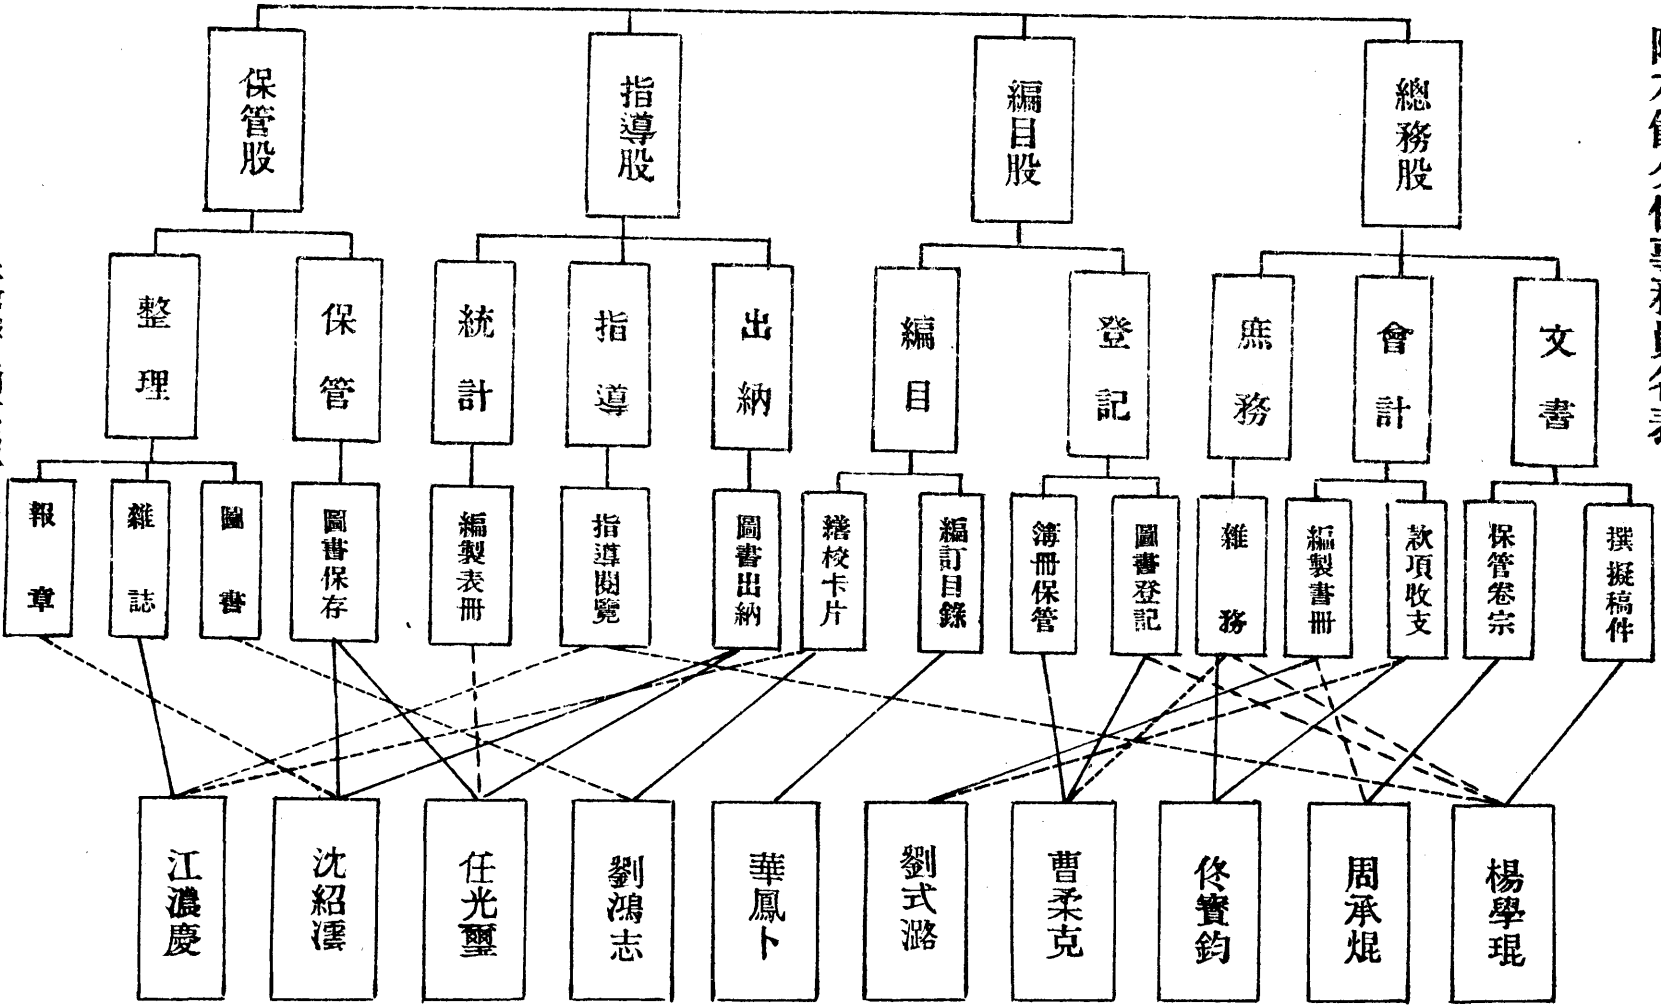 總務股
編目股
指導股
保管股
文書
會計
庶務
登記
編目
出納
指導
統計
保管
整理
撰擬稿件
保管卷宗
款項收支
編製書冊
雜務
圖書登記
簿冊保管
編訂目錄
繕校卡片
圖書出納
指導閱覽
編製表冊
圖書保存
圖書
雜誌
報章
楊學琨
周承焜
佟寶鈞
曹柔克
劉式潞
華鳳卜
劉鴻志
任光璽
沈紹澐
江濃慶